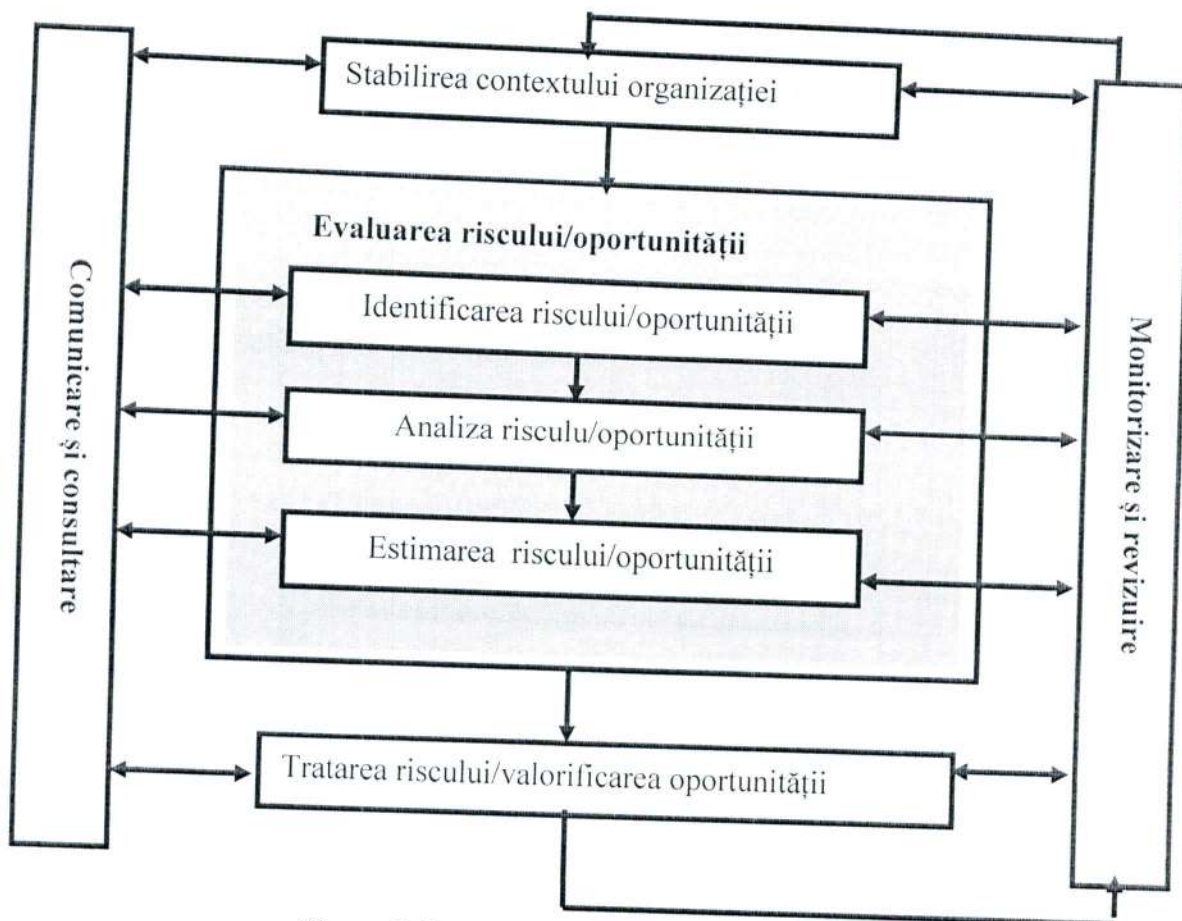 Stabilirea contextului organizației
Evaluarea riscului/oportunității
Identificarea riscului/oportunității
Analiza risculu/oportunității
Estimarea riscului/oportunității
Tratarea riscului/valorificarea oportunității
Comunicare și consultare
Monitorizare și revizuire